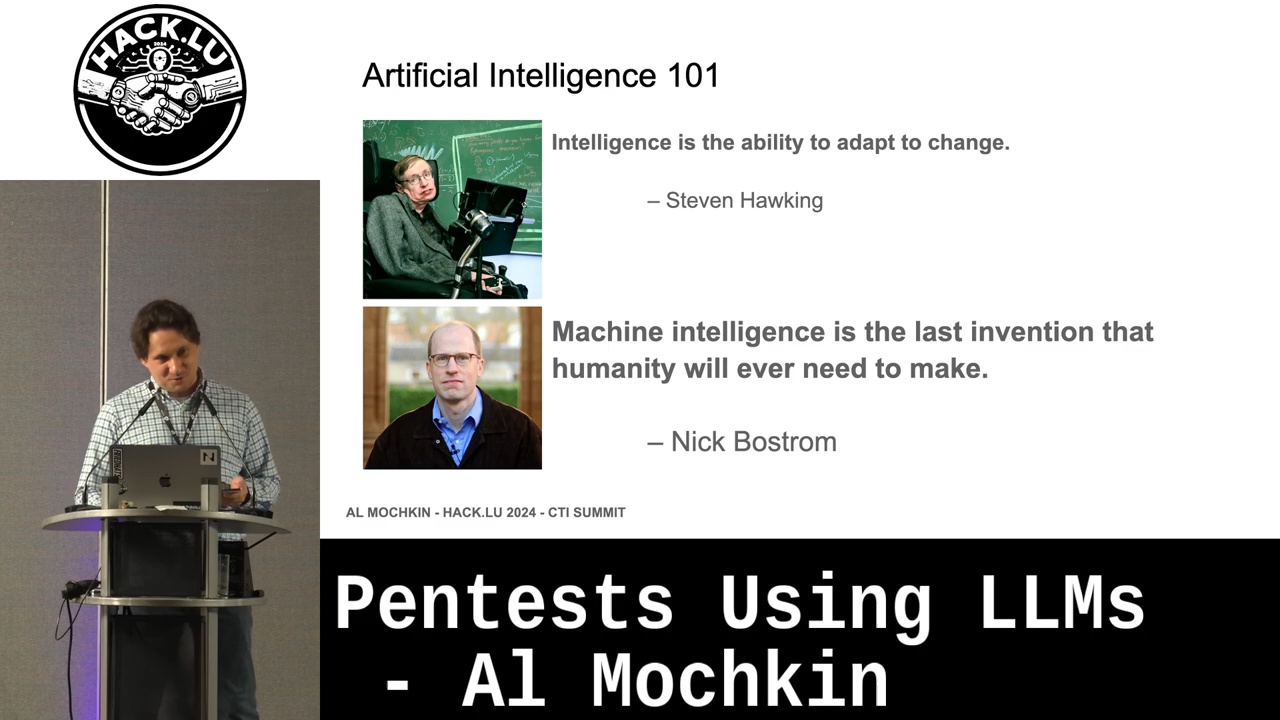 HACK.LU
2024
Artificial Intelligence 101
Intelligence is the ability to adapt to change.
– Steven Hawking
Machine intelligence is the last invention that
humanity will ever need to make.
– Nick Bostrom
AL MOCHKIN - HACK.LU 2024 - CTI SUMMIT
Pentests Using LLMs
- Al Mochkin